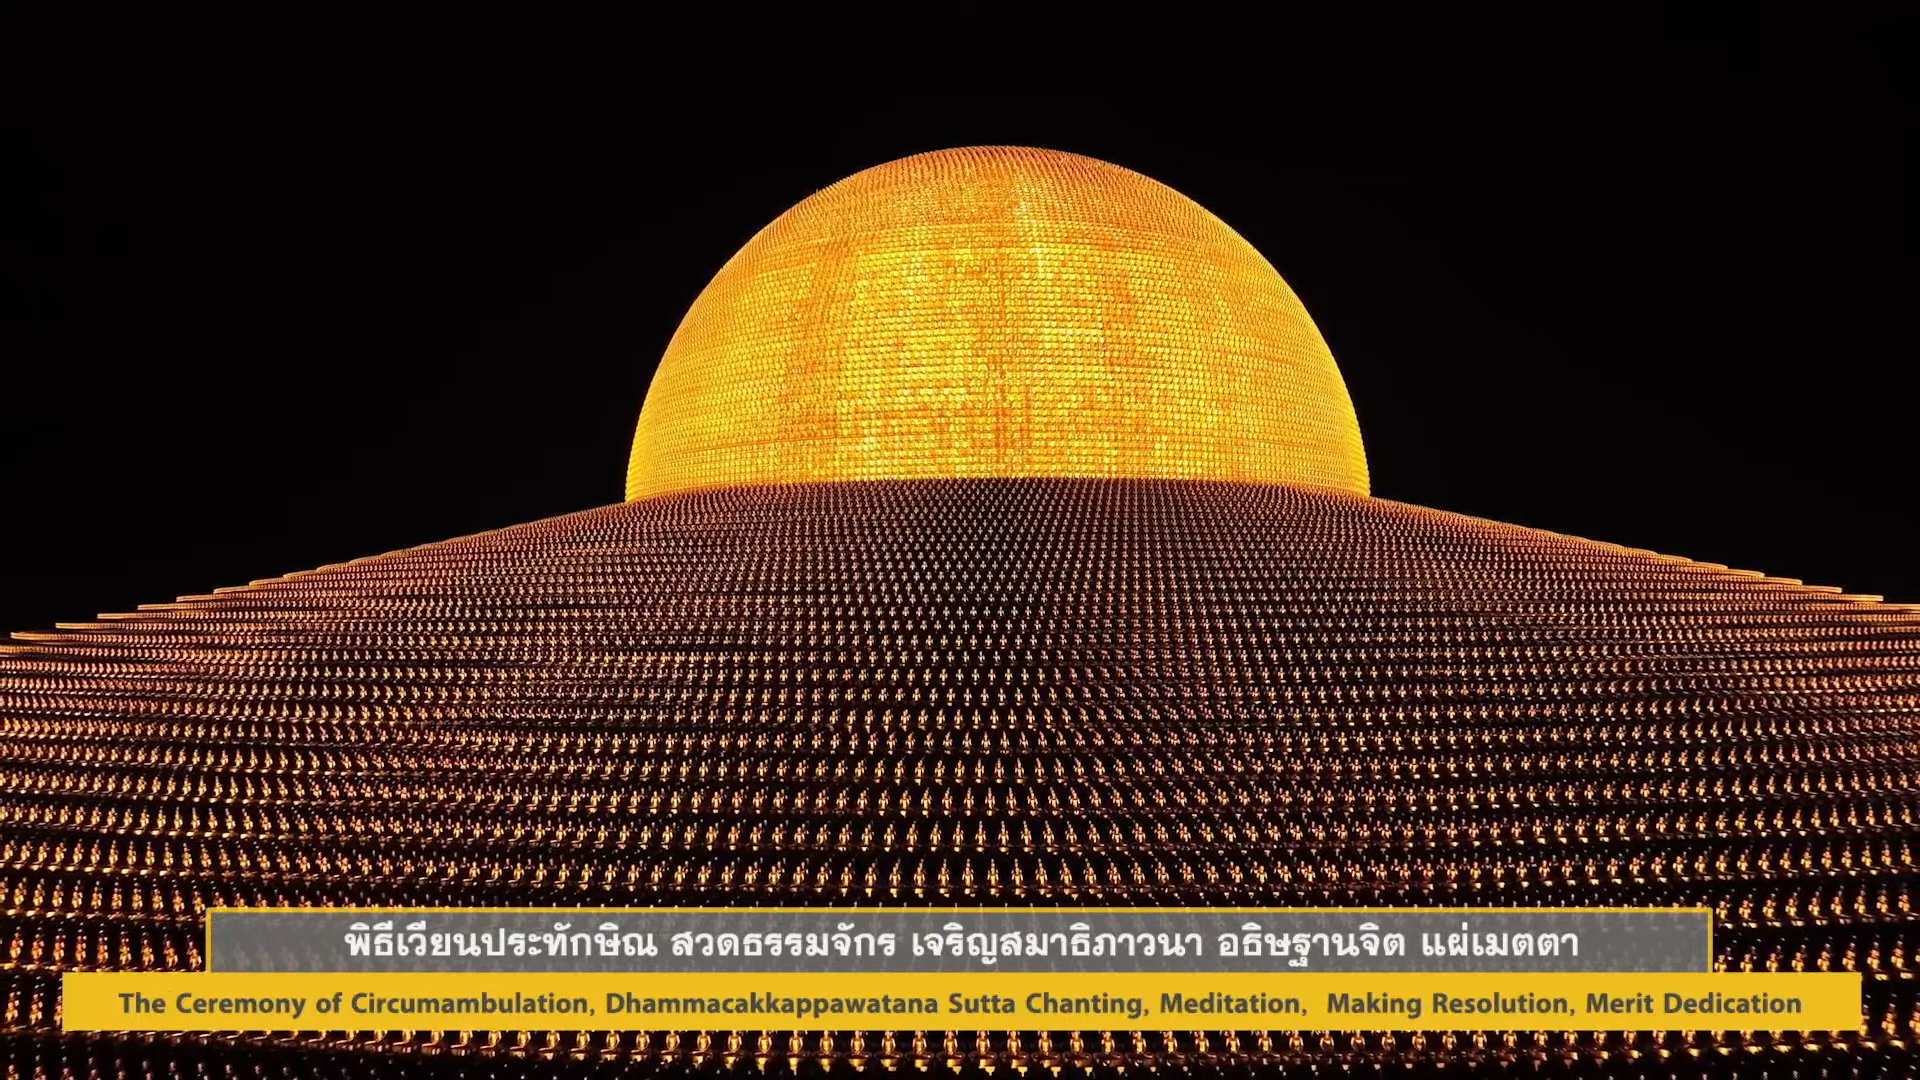 พิธีเวียนประทักษิณ สวดธรรมจักร เจริญสมาธิภาวนา อธิษฐานจิต แผ่เมตตา
The Ceremony of Circumambulation, Dhammacakkappawatana Sutta Chanting, Meditation, Making Resolution, Merit Dedication